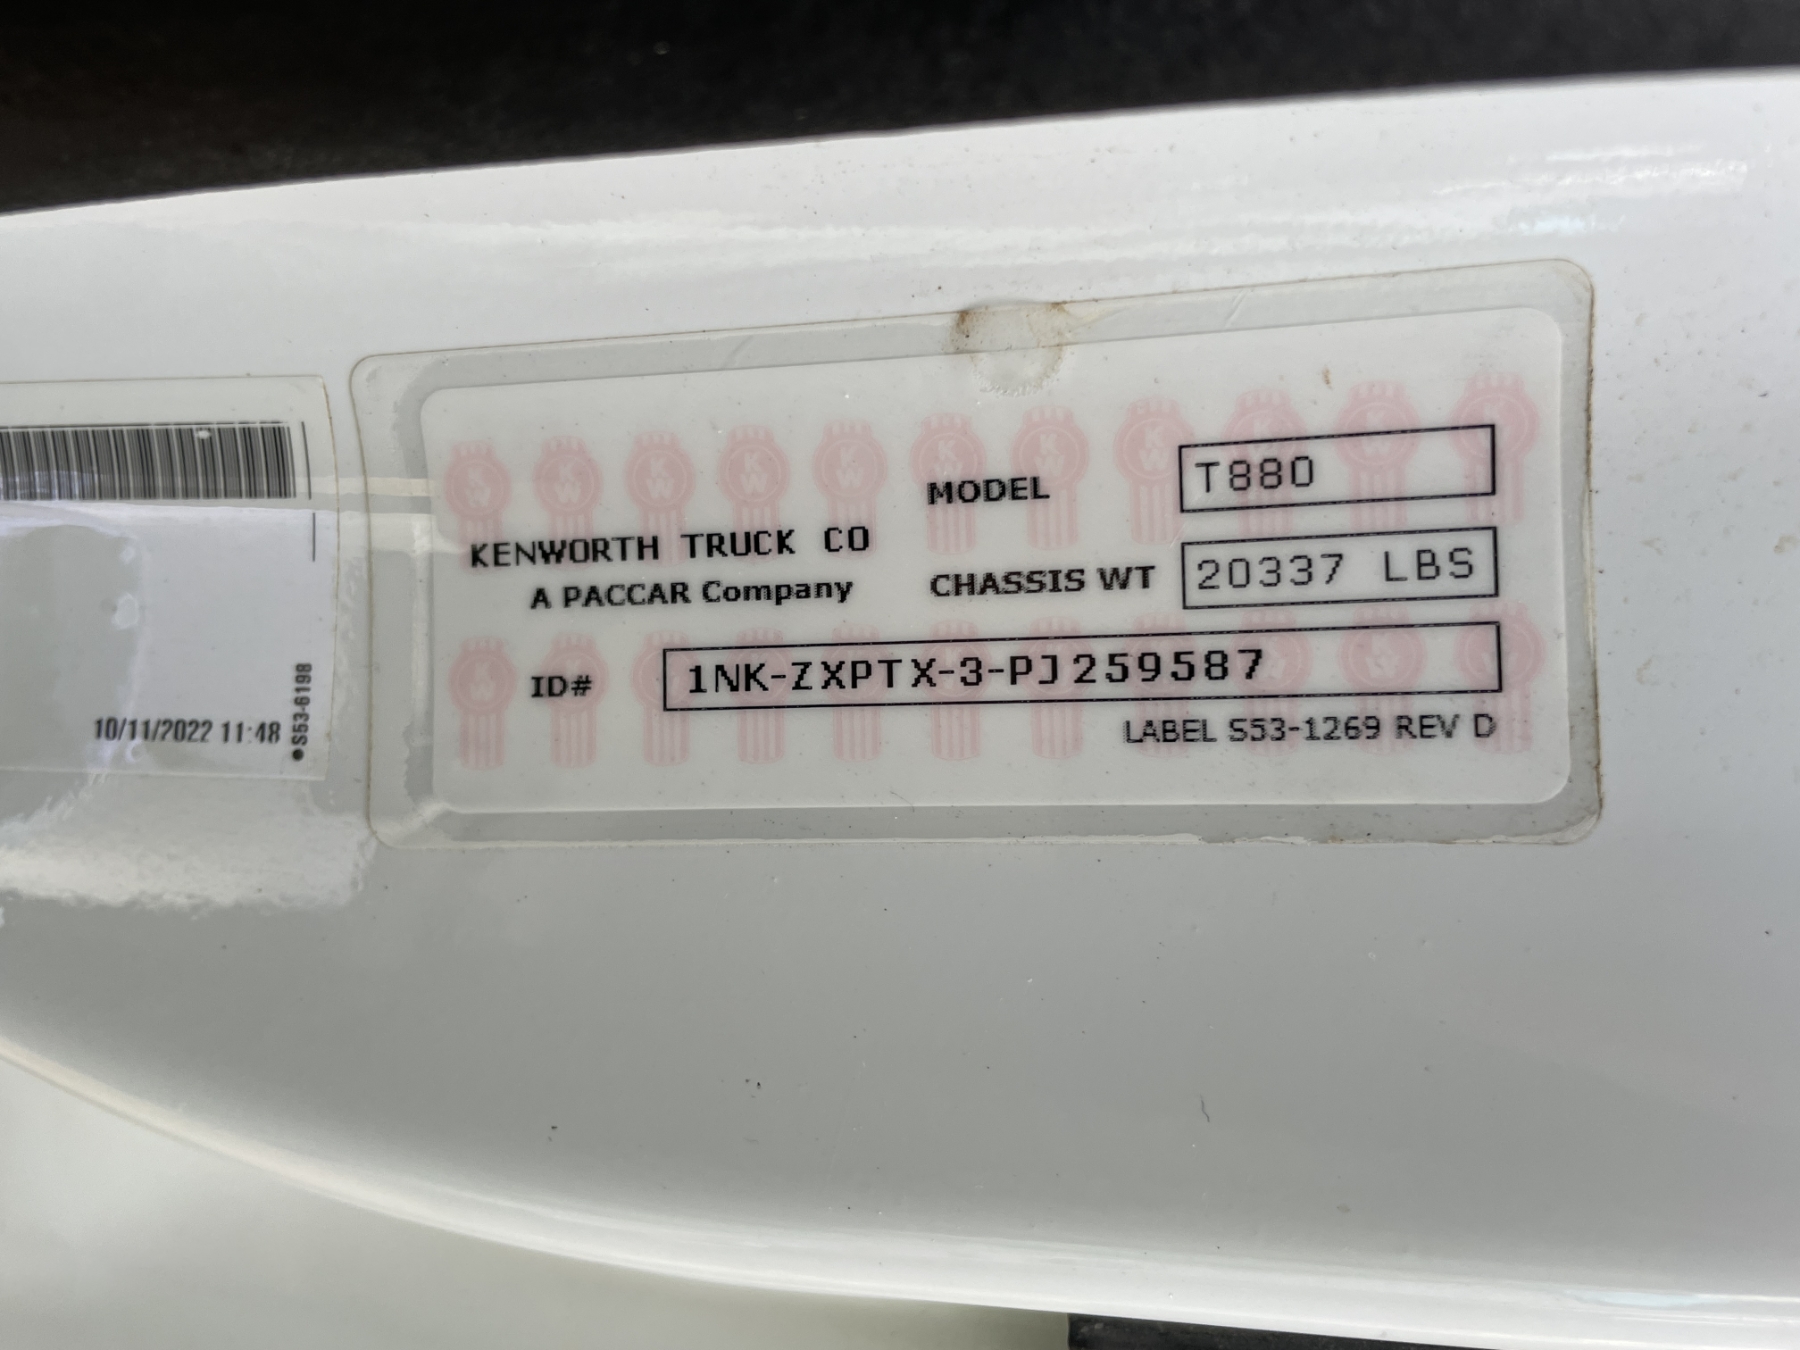 MODEL T880
KENWORTH TRUCK CO
A PACCAR Company
CHASSIS WT 20337 LBS
ID# 1NK-ZXPTX-3-PJ259587
LABEL S53-1269 REV D
10/11/2022 11:48
●S53-6198